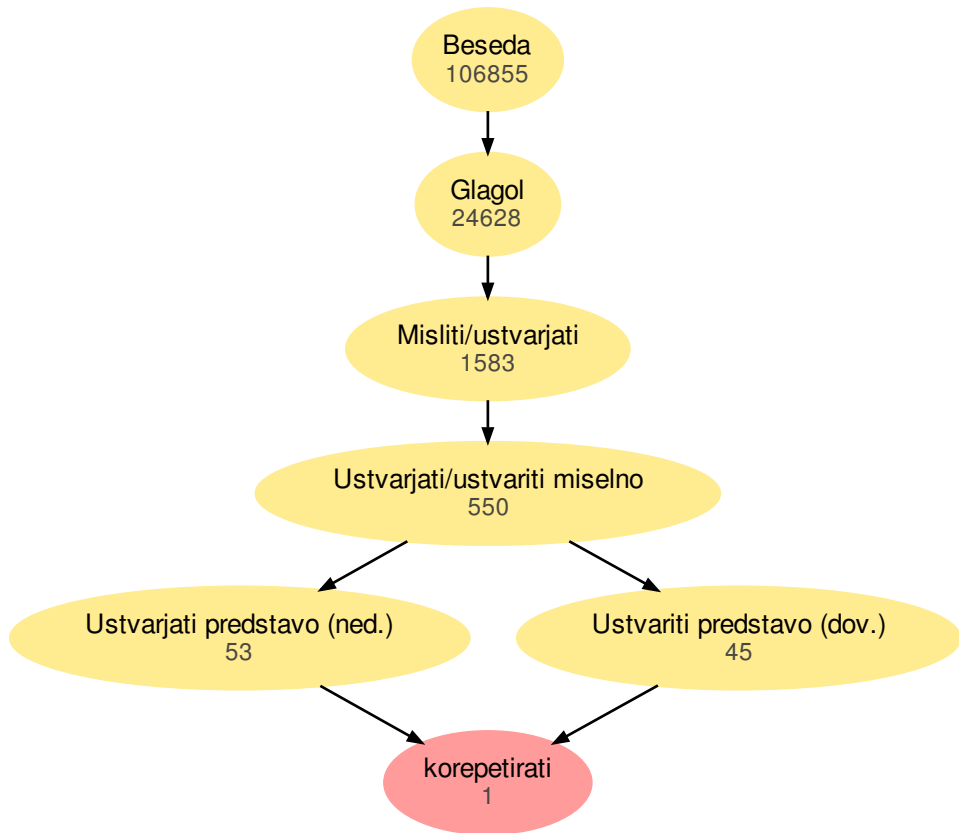 Beseda
106855
Glagol
24628
Misliti/ustvarjati
1583
Ustvarjati/ustvariti miselno
550
Ustvarjati predstavo (ned.)
53
Ustvariti predstavo (dov.)
45
korepetirati
1